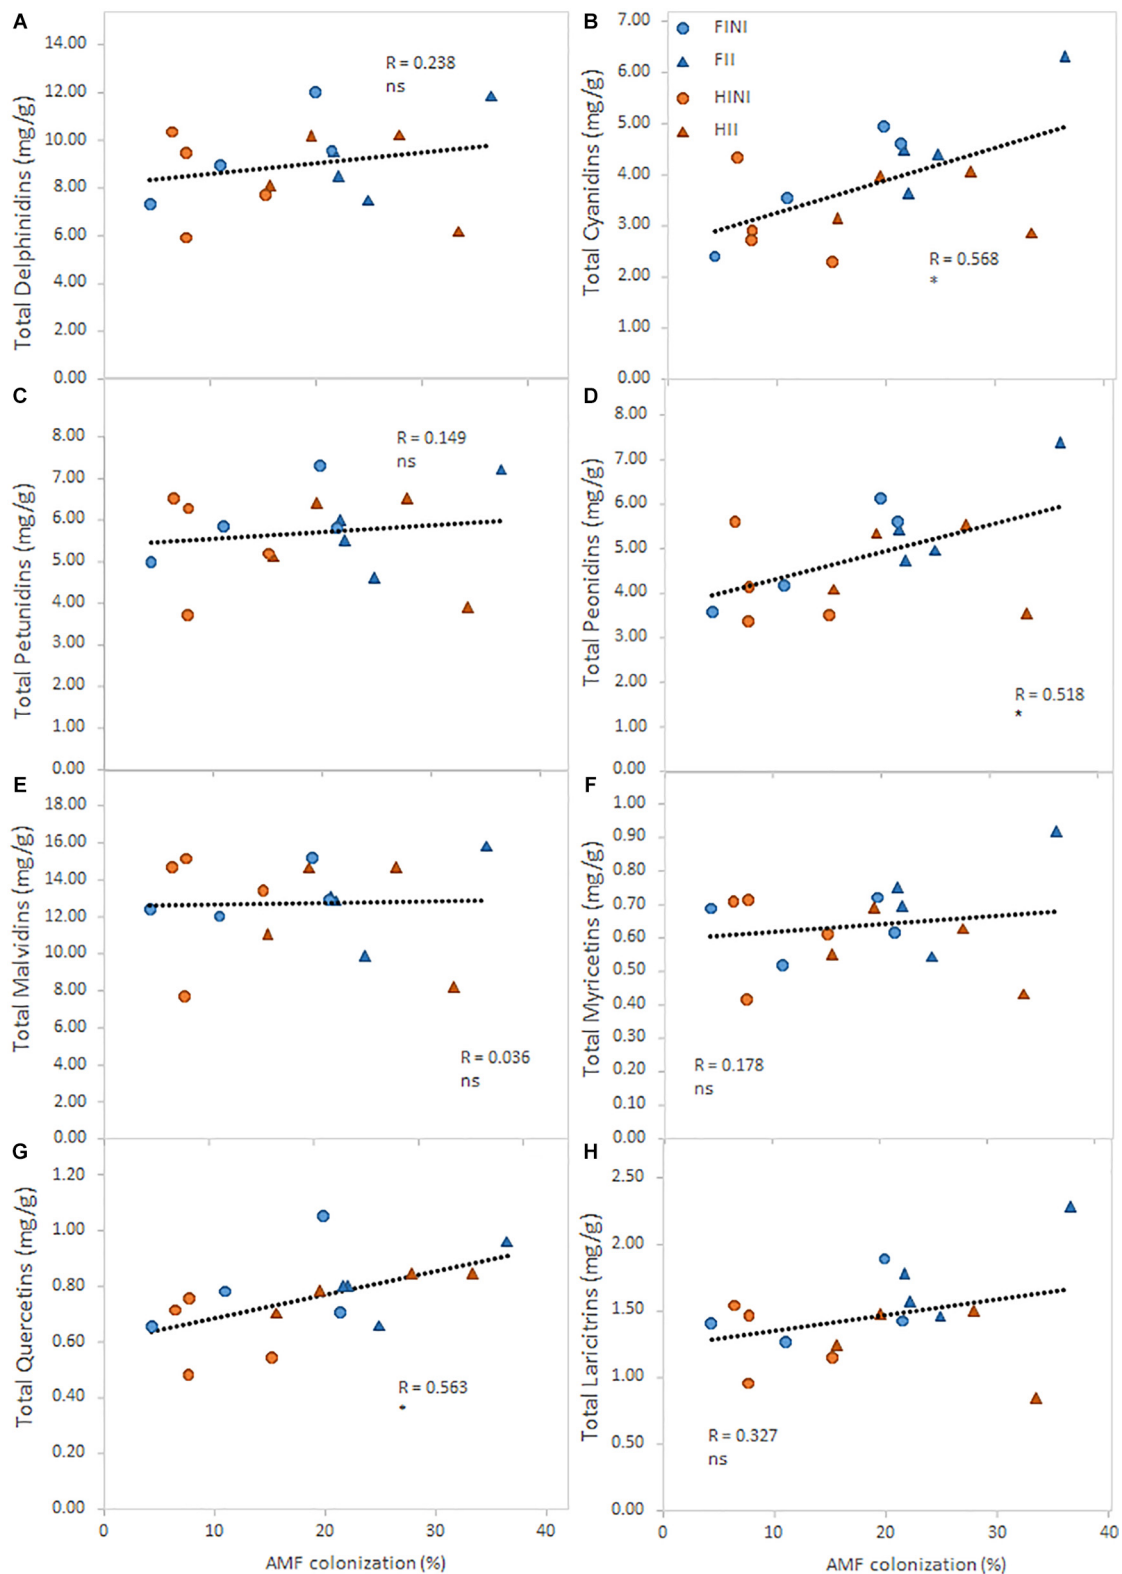 A
Total Delphinidins (mg/g)
14.00
12.00
10.00
8.00
6.00
4.00
2.00
0.00
R = 0.238
ns
B
Total Cyanidins (mg/g)
7.00
6.00
5.00
4.00
3.00
2.00
1.00
0.00
FINI
FII
HINI
HII
R = 0.568
*
C
Total Petunidins (mg/g)
8.00
7.00
6.00
5.00
4.00
3.00
2.00
1.00
0.00
R = 0.149
ns
D
Total Peonidins (mg/g)
8.00
7.00
6.00
5.00
4.00
3.00
2.00
1.00
0.00
R = 0.518
*
E
Total Malvidins (mg/g)
18.00
16.00
14.00
12.00
10.00
8.00
6.00
4.00
2.00
0.00
R = 0.036
ns
F
Total Myricetins (mg/g)
1.00
0.90
0.80
0.70
0.60
0.50
0.40
0.30
0.20
0.10
0.00
R = 0.178
ns
G
Total Quercetins (mg/g)
1.20
1.00
0.80
0.60
0.40
0.20
0.00
R = 0.563
*
0 10 20 30 40
AMF colonization (%)
H
Total Laricitrins (mg/g)
2.50
2.00
1.50
1.00
0.50
0.00
R = 0.327
ns
0 10 20 30 40
AMF colonization (%)